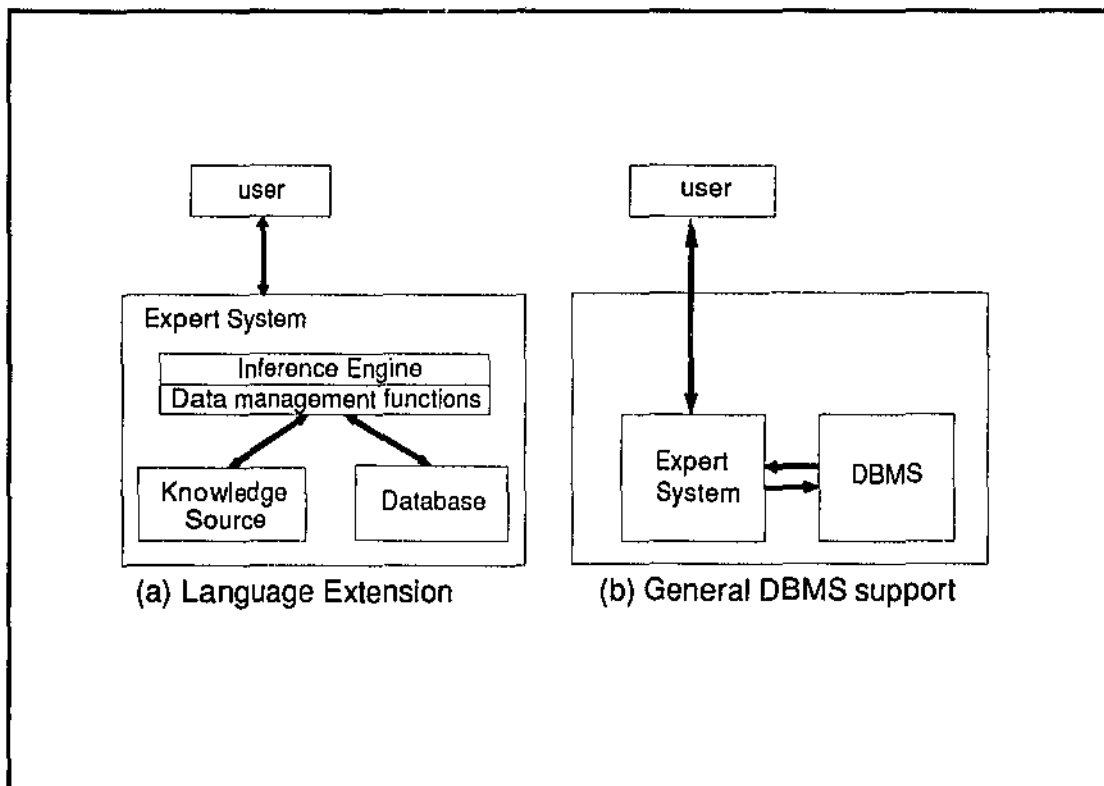 user
Expert System
Inference Engine
Data management functions
Knowledge
Source
Database
(a) Language Extension
user
Expert
System
DBMS
(b) General DBMS support